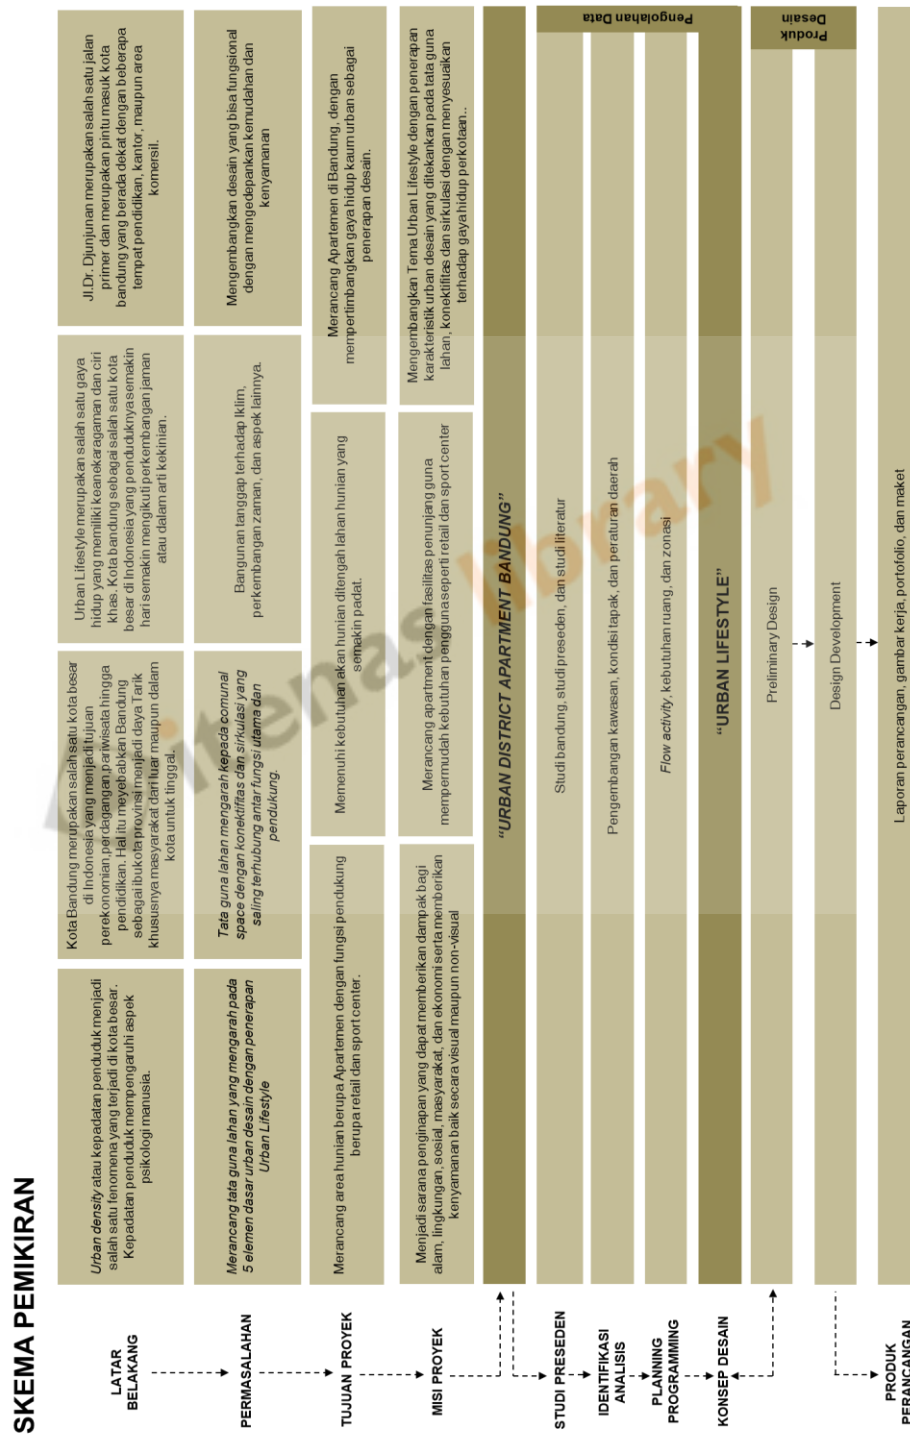 SKEMA PEMIKIRAN
LATAR
BELAKANG
Urban density atau kepadatan penduduk menjadi
salah satu fenomena yang terjadi di kota besar.
Kepadatan penduduk mempengaruhi aspek
psikologi manusia.
Kota Bandung merupakan salah satu kota besar
di Indonesia yang menjadi tujuan
perekonomian,perdagangan,pariwisata hingga
pendidikan. Hal itu meyebabkan Bandung
sebagai ibukota provinsi menjadi daya Tarik
khususnya masyarakat dari luar maupun dalam
kota untuk tinggal.
Urban Lifestyle merupakan salah satu gaya
hidup yang memiliki keanekaragaman dan ciri
khas. Kota bandung sebagai salah satu kota
besar di Indonesia yang penduduknya semakin
hari semakin mengikuti perkembangan jaman
atau dalam arti kekinian.
Jl.Dr. Djunjunan merupakan salah satu jalan
primer dan merupakan pintu masuk kota
bandung yang berada dekat dengan beberapa
tempat pendidikan, kantor, maupun area
komersil.
PERMASALAHAN
Merancang tata guna lahan yang mengarah pada
5 elemen dasar urban desain dengan penerapan
Urban Lifestyle
Tata guna lahan mengarah kepada comunal
space dengan konektifitas dan sirkulasi yang
saling terhubung antar fungsi utama dan
pendukung.
Bangunan tanggap terhadap Iklim,
perkembangan zaman, dan aspek lainnya.
Mengembangkan desain yang bisa fungsional
dengan mengedepankan kemudahan dan
kenyamanan
TUJUAN PROYEK
Merancang area hunian berupa Apartemen dengan fungsi pendukung
berupa retail dan sport center.
Memenuhi kebutuhan akan hunian ditengah lahan hunian yang
semakin padat.
Merancang Apartemen di Bandung, dengan
mempertimbangkan gaya hidup kaum urban sebagai
penerapan desain.
MISI PROYEK
Menjadi sarana penginapan yang dapat memberikan dampak bagi
alam, lingkungan, sosial, masyarakat, dan ekonomi serta memberikan
kenyamanan baik secara visual maupun non-visual
Merancang apartment dengan fasilitas penunjang guna
mempermudah kebutuhan pengguna seperti retail dan sport center
Mengembangkan Tema Urban Lifestyle dengan penerapan
karakteristik urban desain yang ditekankan pada tata guna
lahan, konektifitas dan sirkulasi dengan menyesuaikan
terhadap gaya hidup perkotaan..
“URBAN DISTRICT APARTMENT BANDUNG”
STUDI PRESEDEN
Studi bandung, studi preseden, dan studi literatur
Pengolahan Data
IDENTIFIKASI
ANALISIS
Pengembangan kawasan, kondisi tapak, dan peraturan daerah
PLANNING
PROGRAMMING
Flow activity, kebutuhan ruang, dan zonasi
KONSEP DESAIN
“URBAN LIFESTYLE”
Preliminary Design
Produk
Desain
Design Development
PRODUK
PERANCANGAN
Laporan perancangan, gambar kerja, portofolio, dan maket
itenas library